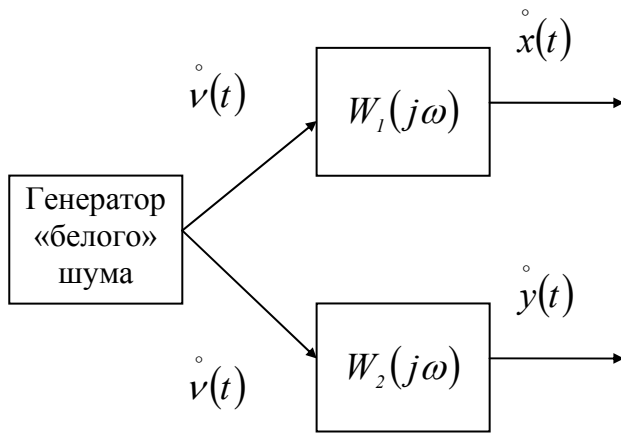 x̊(t)
ν̊(t)
W₁(jω)
Генератор
«белого»
шума
ẙ(t)
W₂(jω)
ν̊(t)